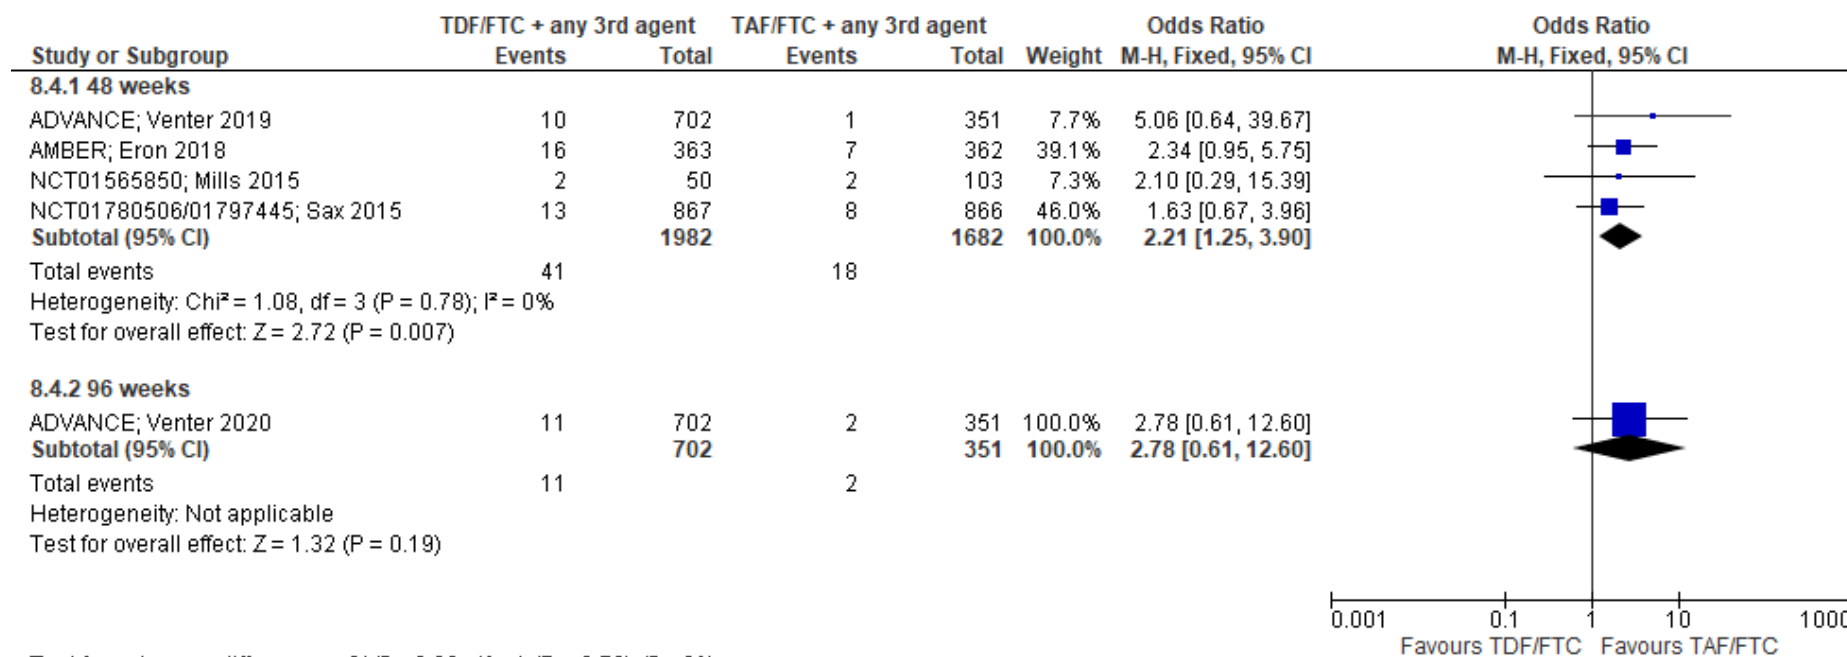 TDF/FTC + any 3rd agent TAF/FTC + any 3rd agent Odds Ratio Odds Ratio
Study or Subgroup Events Total Events Total Weight M-H, Fixed, 95% CI M-H, Fixed, 95% CI
8.4.1 48 weeks
ADVANCE; Venter 2019 10 702 1 351 7.7% 5.06 [0.64, 39.67]
AMBER; Eron 2018 16 363 7 362 39.1% 2.34 [0.95, 5.75]
NCT01565850; Mills 2015 2 50 2 103 7.3% 2.10 [0.29, 15.39]
NCT01780506/01797445; Sax 2015 13 867 8 866 46.0% 1.63 [0.67, 3.96]
Subtotal (95% CI) 1982 1682 100.0% 2.21 [1.25, 3.90]
Total events 41 18
Heterogeneity: Chi² = 1.08, df = 3 (P = 0.78); I² = 0%
Test for overall effect: Z = 2.72 (P = 0.007)
8.4.2 96 weeks
ADVANCE; Venter 2020 11 702 2 351 100.0% 2.78 [0.61, 12.60]
Subtotal (95% CI) 702 351 100.0% 2.78 [0.61, 12.60]
Total events 11 2
Heterogeneity: Not applicable
Test for overall effect: Z = 1.32 (P = 0.19)
0.001 0.1 1 10 1000
Favours TDF/FTC Favours TAF/FTC